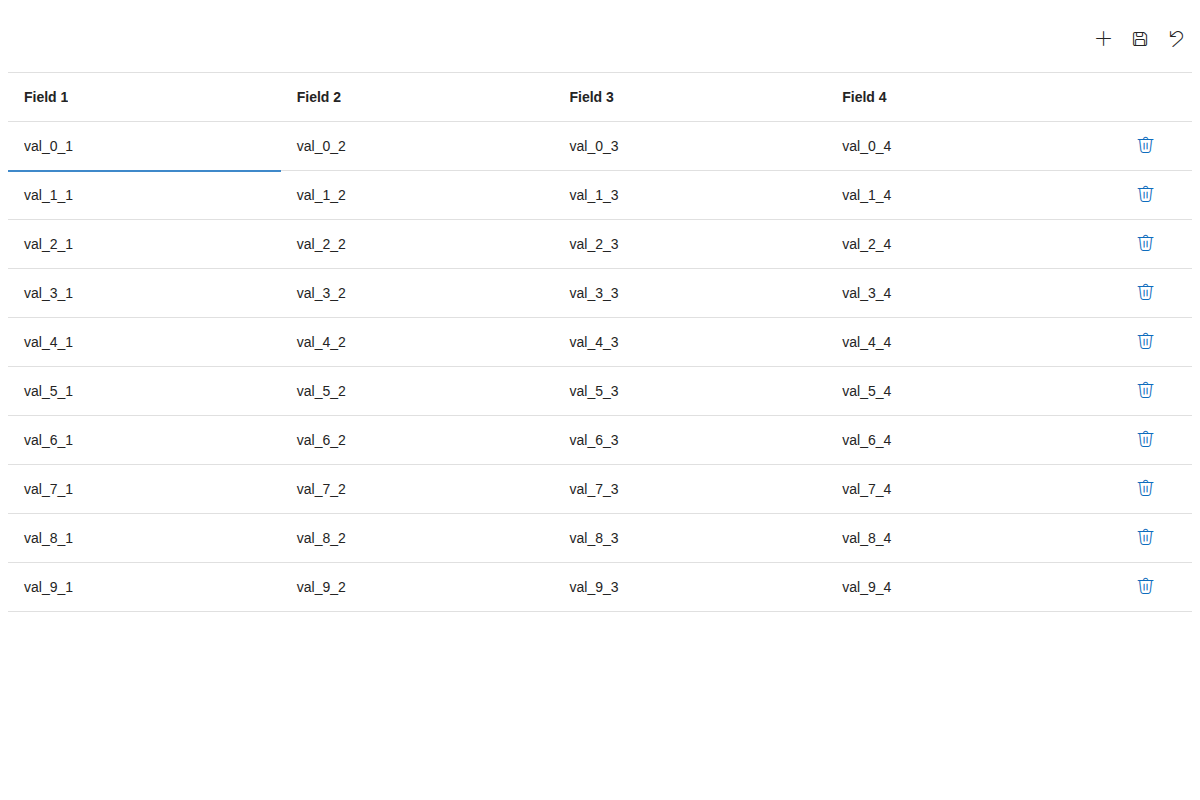 Field 1 Field 2 Field 3 Field 4
val_0_1 val_0_2 val_0_3 val_0_4
val_1_1 val_1_2 val_1_3 val_1_4
val_2_1 val_2_2 val_2_3 val_2_4
val_3_1 val_3_2 val_3_3 val_3_4
val_4_1 val_4_2 val_4_3 val_4_4
val_5_1 val_5_2 val_5_3 val_5_4
val_6_1 val_6_2 val_6_3 val_6_4
val_7_1 val_7_2 val_7_3 val_7_4
val_8_1 val_8_2 val_8_3 val_8_4
val_9_1 val_9_2 val_9_3 val_9_4